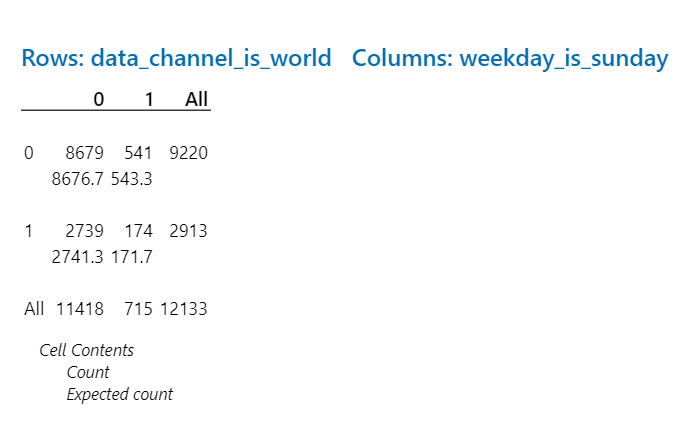 Rows: data_channel_is_world Columns: weekday_is_sunday
0 1 All
0 8679 541 9220
8676.7 543.3
1 2739 174 2913
2741.3 171.7
All 11418 715 12133
Cell Contents
Count
Expected count